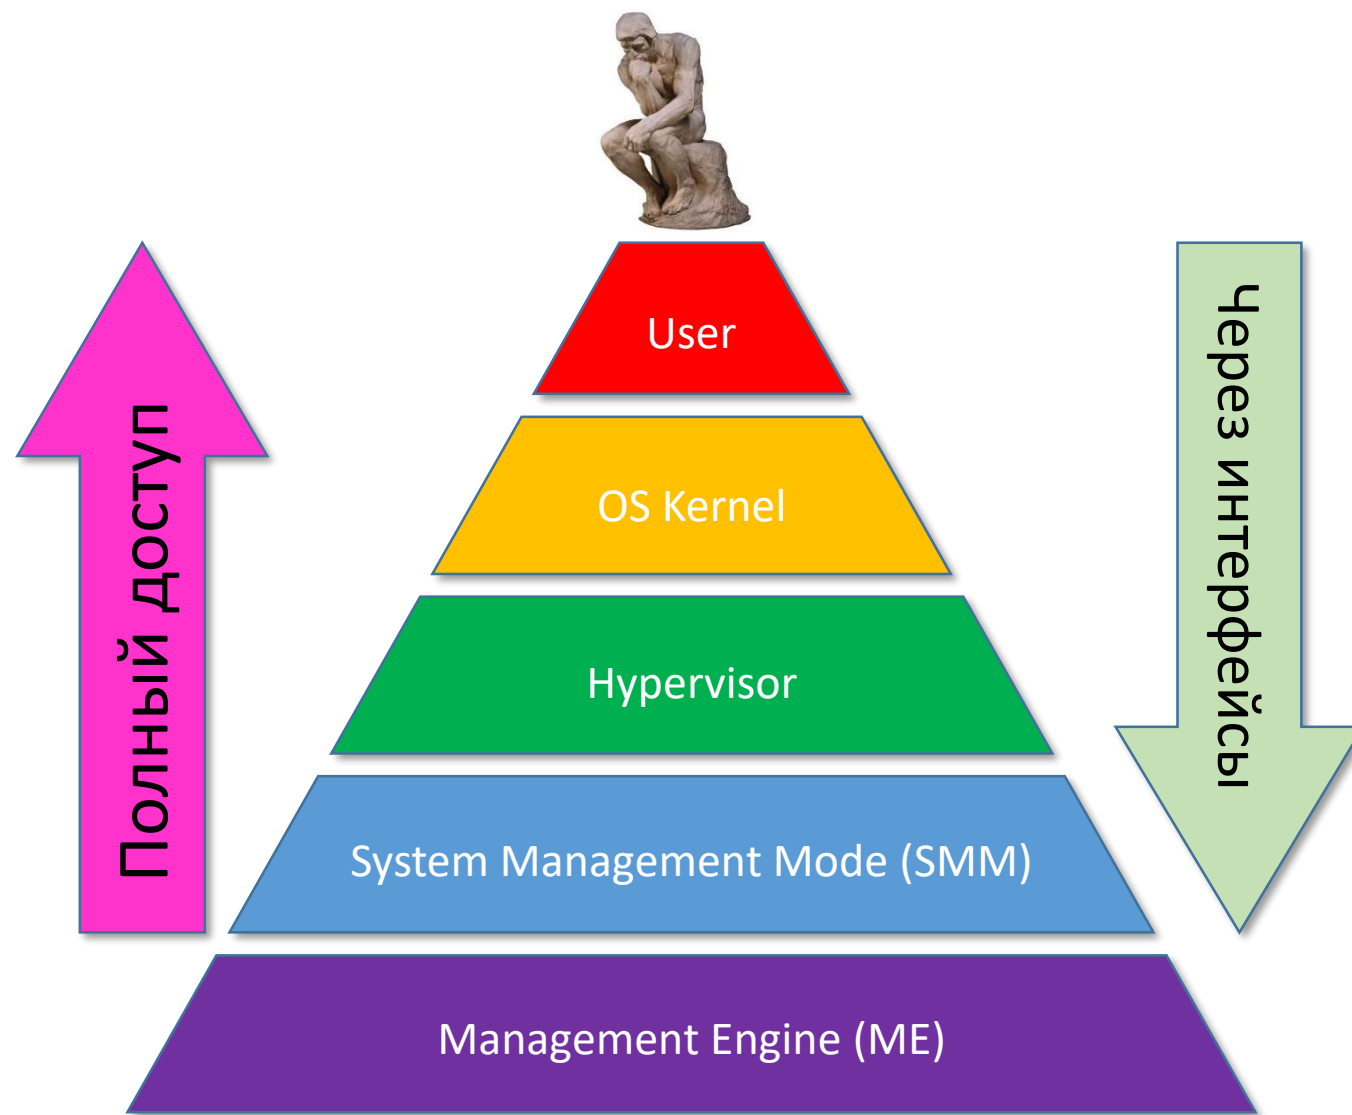 User
OS Kernel
Hypervisor
System Management Mode (SMM)
Management Engine (ME)
Полный доступ
Через интерфейсы